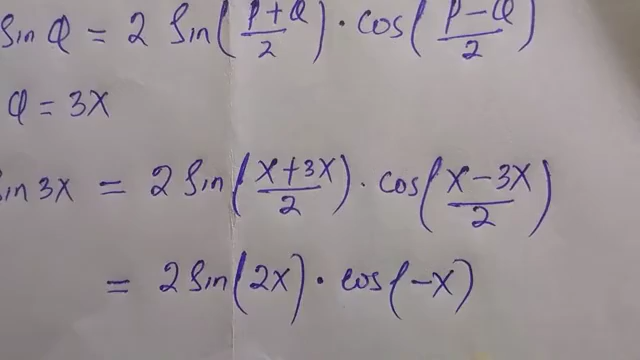 sin Q = 2 sin(P+Q/2) · cos(P−Q/2)
Q = 3x
sin 3x = 2 sin(x+3x/2) · cos(x−3x/2)
= 2 sin(2x) · cos(−x)